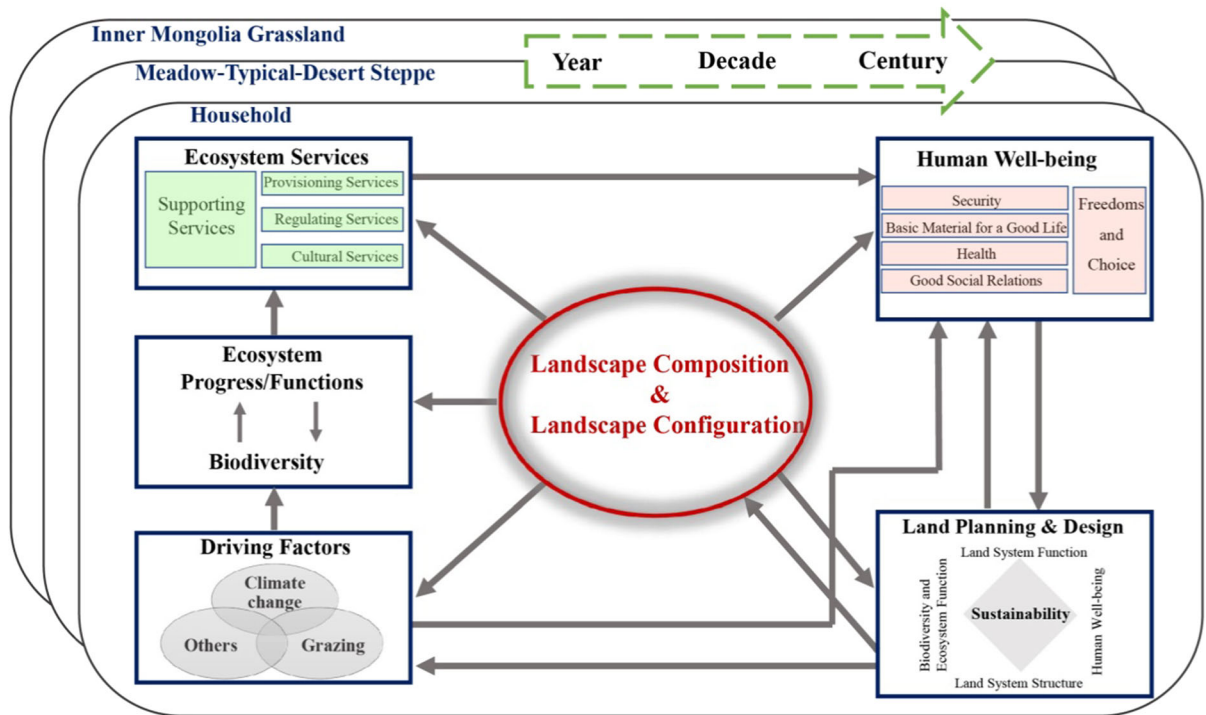 Inner Mongolia Grassland
Year Decade Century
Meadow-Typical-Desert Steppe
Household
Ecosystem Services
Supporting
Services
Provisioning Services
Regulating Services
Cultural Services
Human Well-being
Security
Basic Material for a Good Life
Health
Good Social Relations
Freedoms
and
Choice
Ecosystem
Progress/Functions
Biodiversity
Landscape Composition
&
Landscape Configuration
Driving Factors
Climate
change
Others
Grazing
Land Planning & Design
Land System Function
Biodiversity and
Ecosystem Function
Sustainability
Human Well-being
Land System Structure